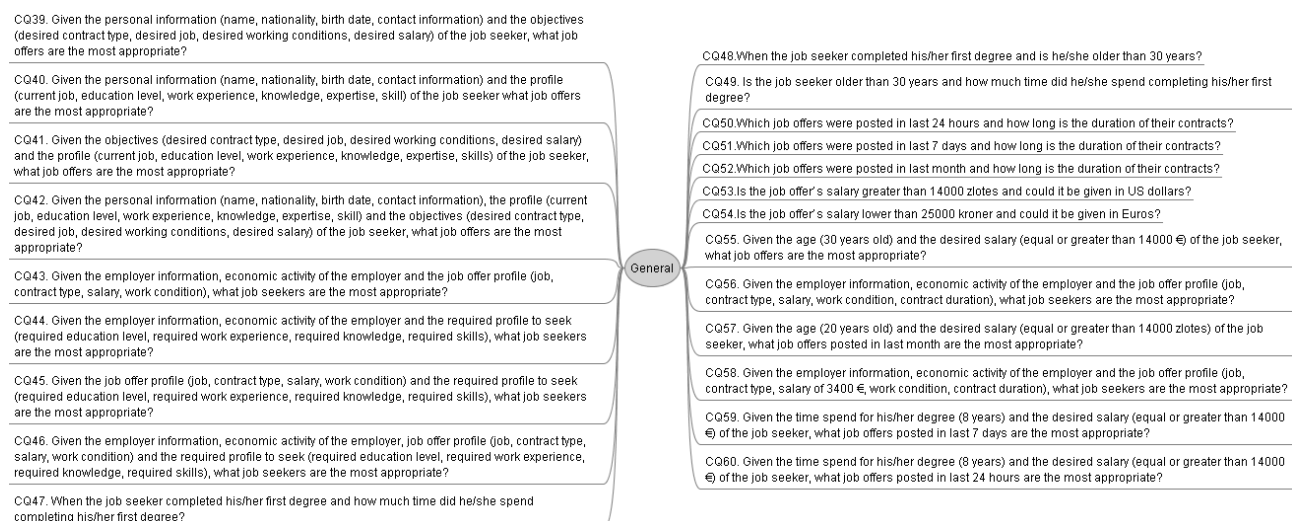 CQ39. Given the personal information (name, nationality, birth date, contact information) and the objectives
(desired contract type, desired job, desired working conditions, desired salary) of the job seeker, what job
offers are the most appropriate?
CQ40. Given the personal information (name, nationality, birth date, contact information) and the profile
(current job, education level, work experience, knowledge, expertise, skill) of the job seeker what job offers
are the most appropriate?
CQ41. Given the objectives (desired contract type, desired job, desired working conditions, desired salary)
and the profile (current job, education level, work experience, knowledge, expertise, skills) of the job seeker,
what job offers are the most appropriate?
CQ42. Given the personal information (name, nationality, birth date, contact information), the profile (current
job, education level, work experience, knowledge, expertise, skill) and the objectives (desired contract type,
desired job, desired working conditions, desired salary) of the job seeker, what job offers are the most
appropriate?
CQ43. Given the employer information, economic activity of the employer and the job offer profile (job,
contract type, salary, work condition), what job seekers are the most appropriate?
CQ44. Given the employer information, economic activity of the employer and the required profile to seek
(required education level, required work experience, required knowledge, required skills), what job seekers
are the most appropriate?
CQ45. Given the job offer profile (job, contract type, salary, work condition) and the required profile to seek
(required education level, required work experience, required knowledge, required skills), what job seekers
are the most appropriate?
CQ46. Given the employer information, economic activity of the employer, job offer profile (job, contract type,
salary, work condition) and the required profile to seek (required education level, required work experience,
required knowledge, required skills), what job seekers are the most appropriate?
CQ47. When the job seeker completed his/her first degree and how much time did he/she spend
completing his/her first degree?
General
CQ48.When the job seeker completed his/her first degree and is he/she older than 30 years?
CQ49. Is the job seeker older than 30 years and how much time did he/she spend completing his/her first
degree?
CQ50.Which job offers were posted in last 24 hours and how long is the duration of their contracts?
CQ51.Which job offers were posted in last 7 days and how long is the duration of their contracts?
CQ52.Which job offers were posted in last month and how long is the duration of their contracts?
CQ53.Is the job offer's salary greater than 14000 zlotes and could it be given in US dollars?
CQ54.Is the job offer's salary lower than 25000 kroner and could it be given in Euros?
CQ55. Given the age (30 years old) and the desired salary (equal or greater than 14000 €) of the job seeker,
what job offers are the most appropriate?
CQ56. Given the employer information, economic activity of the employer and the job offer profile (job,
contract type, salary, work condition, contract duration), what job seekers are the most appropriate?
CQ57. Given the age (20 years old) and the desired salary (equal or greater than 14000 zlotes) of the job
seeker, what job offers posted in last month are the most appropriate?
CQ58. Given the employer information, economic activity of the employer and the job offer profile (job,
contract type, salary of 3400 €, work condition, contract duration), what job seekers are the most appropriate?
CQ59. Given the time spend for his/her degree (8 years) and the desired salary (equal or greater than 14000
€) of the job seeker, what job offers posted in last 7 days are the most appropriate?
CQ60. Given the time spend for his/her degree (8 years) and the desired salary (equal or greater than 14000
€) of the job seeker, what job offers posted in last 24 hours are the most appropriate?